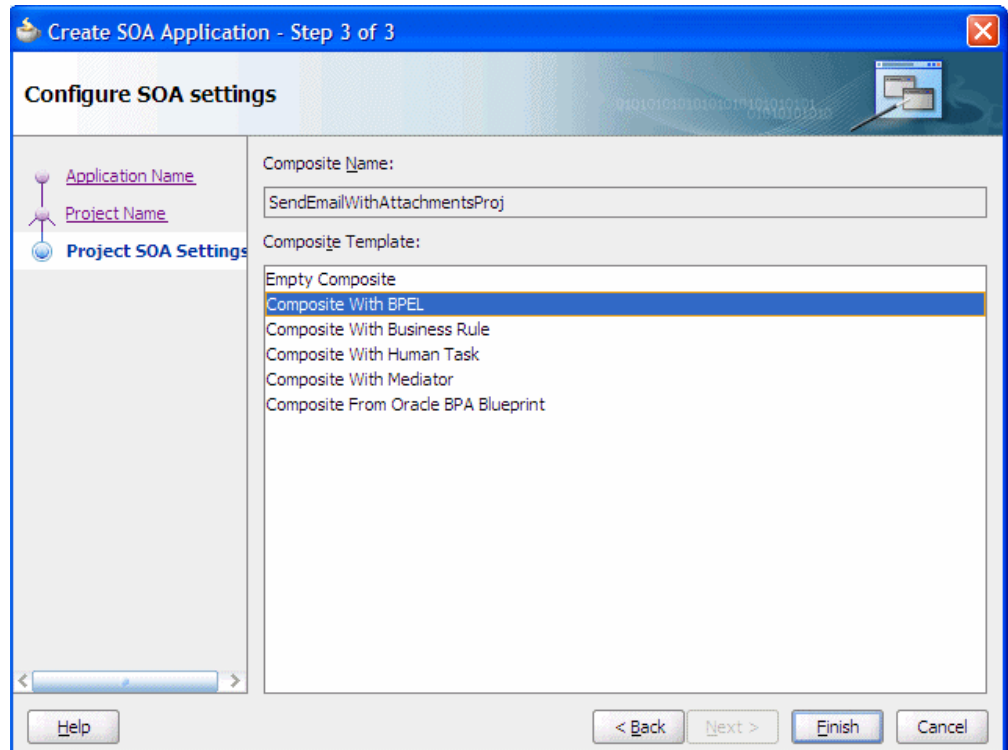 Create SOA Application - Step 3 of 3
Configure SOA settings
Application Name
Project Name
Project SOA Settings
Composite Name:
SendEmailWithAttachmentsProj
Composite Template:
Empty Composite
Composite With BPEL
Composite With Business Rule
Composite With Human Task
Composite With Mediator
Composite From Oracle BPA Blueprint
Help
< Back
Next >
Finish
Cancel